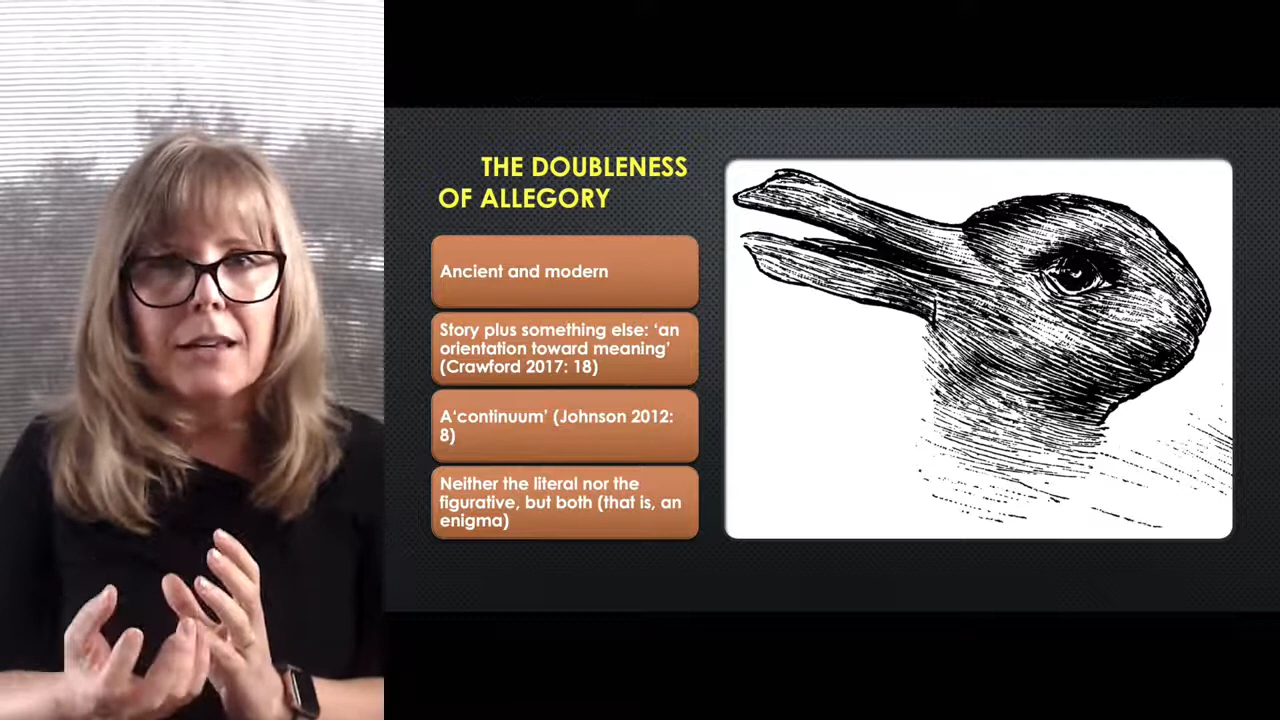 THE DOUBLENESS
OF ALLEGORY
Ancient and modern
Story plus something else: ‘an
orientation toward meaning’
(Crawford 2017: 18)
A‘continuum’ (Johnson 2012:
8)
Neither the literal nor the
figurative, but both (that is, an
enigma)